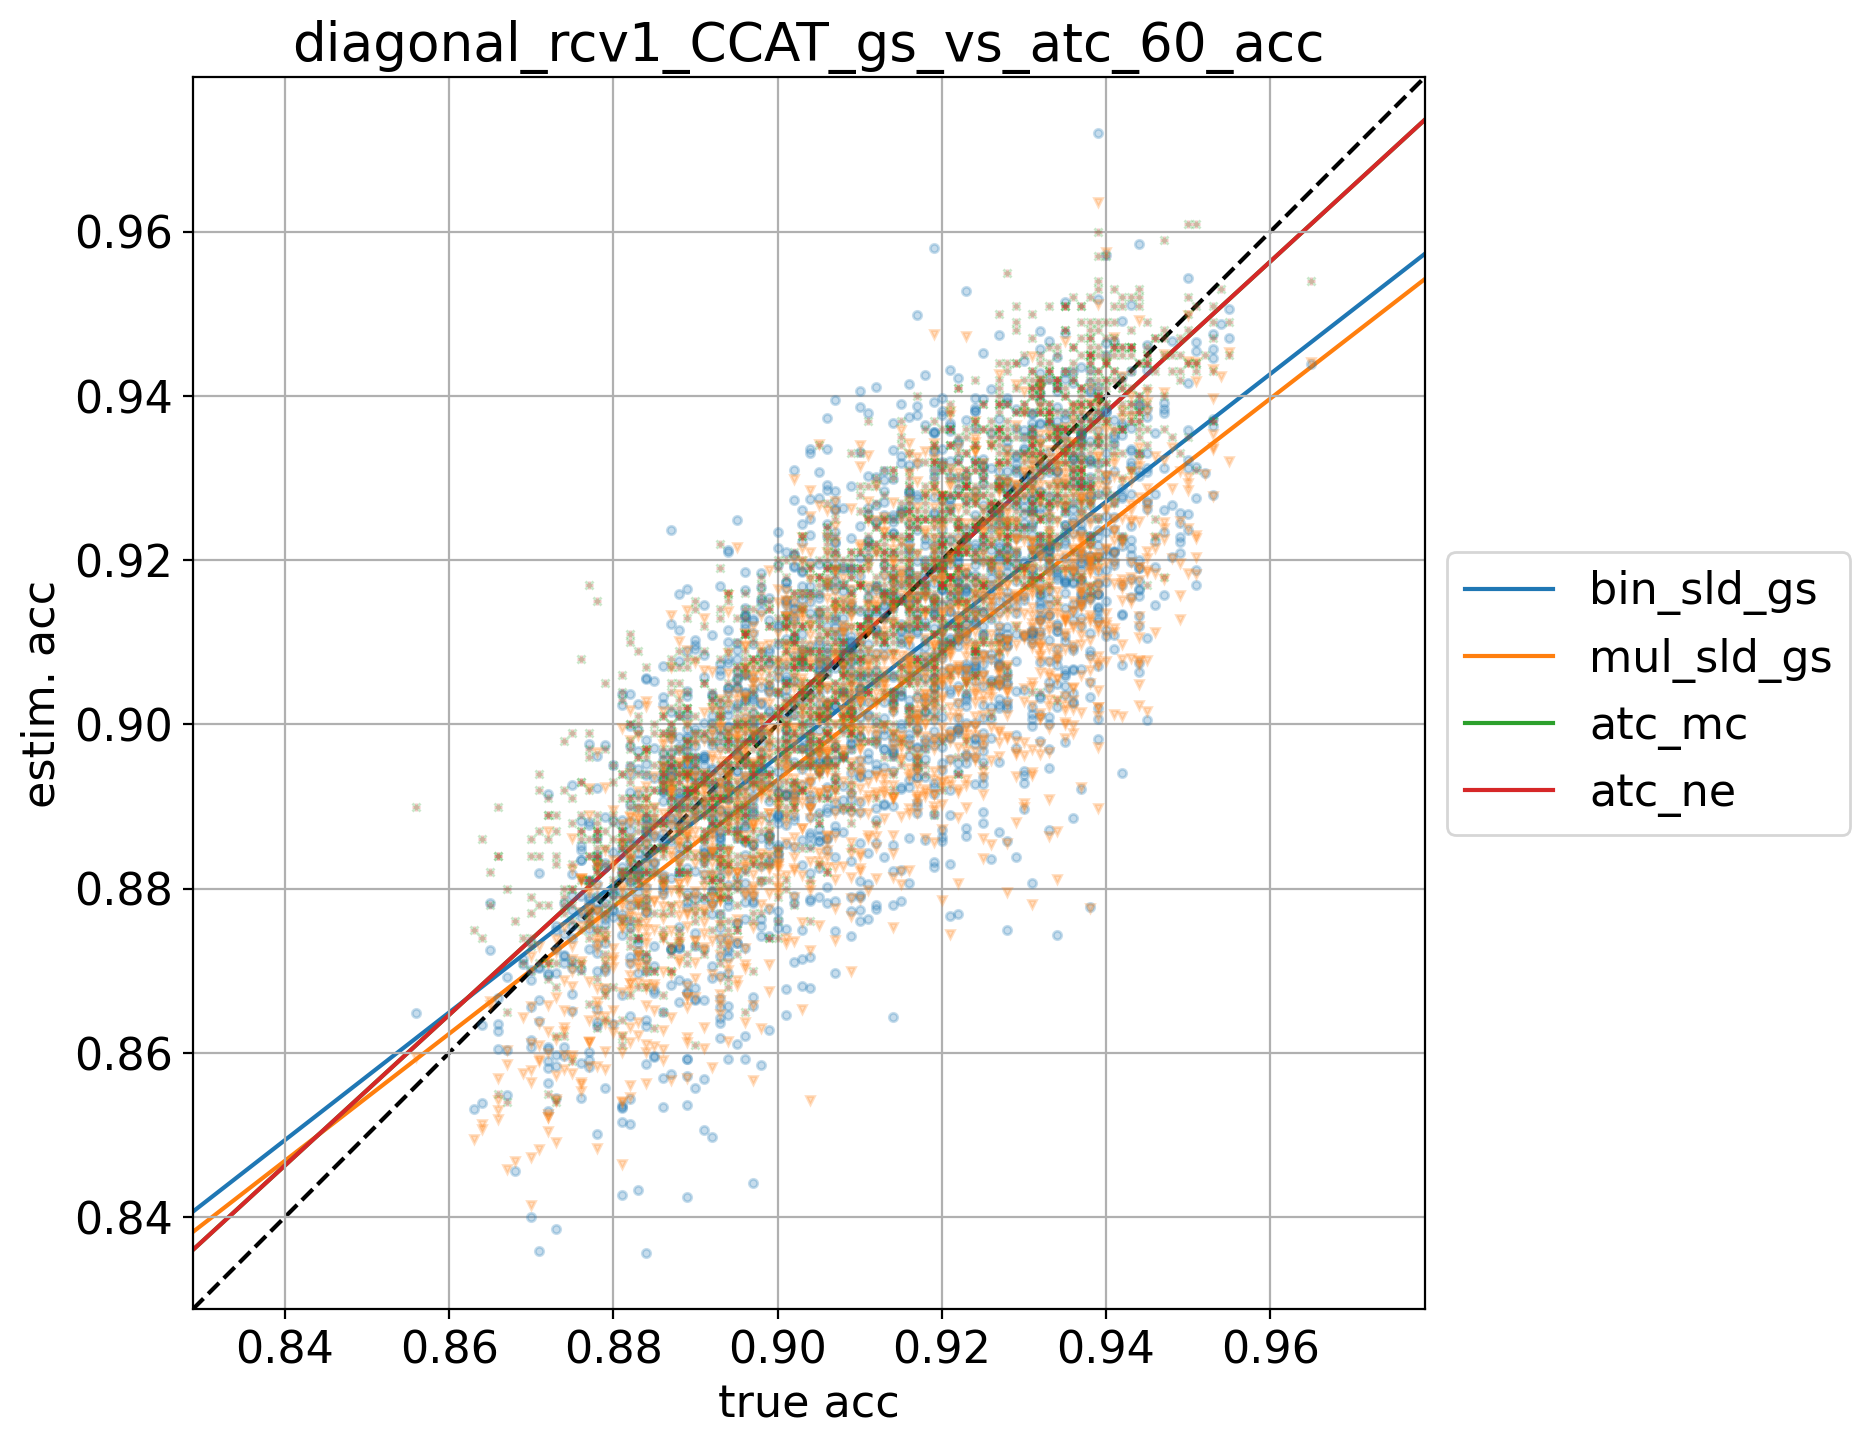 diagonal_rcv1_CCAT_gs_vs_atc_60_acc
estim. acc
0.96
0.94
0.92
0.90
0.88
0.86
0.84
0.84 0.86 0.88 0.90 0.92 0.94 0.96
true acc
bin_sld_gs
mul_sld_gs
atc_mc
atc_ne